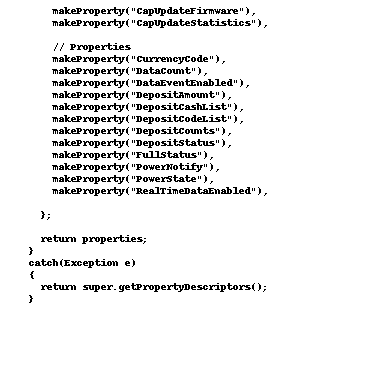 makeProperty("CapUpdateFirmware"),
makeProperty("CapUpdateStatistics"),
// Properties
makeProperty("CurrencyCode"),
makeProperty("DataCount"),
makeProperty("DataEventEnabled"),
makeProperty("DepositAmount"),
makeProperty("DepositCashList"),
makeProperty("DepositCodeList"),
makeProperty("DepositCounts"),
makeProperty("DepositStatus"),
makeProperty("FullStatus"),
makeProperty("PowerNotify"),
makeProperty("PowerState"),
makeProperty("RealTimeDataEnabled"),
};
return properties;
}
catch(Exception e)
{
return super.getPropertyDescriptors();
}